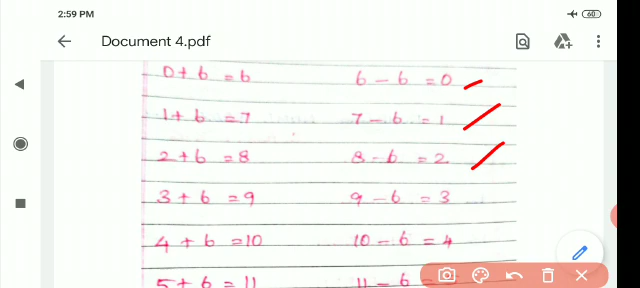 2:59 PM
60
Document 4.pdf
0 + 6 = 6 6 - 6 = 0
1 + 6 = 7 7 - 6 = 1
2 + 6 = 8 8 - 6 = 2
3 + 6 = 9 9 - 6 = 3
4 + 6 = 10 10 - 6 = 4
5 + 6 = 11 11 - 6 =